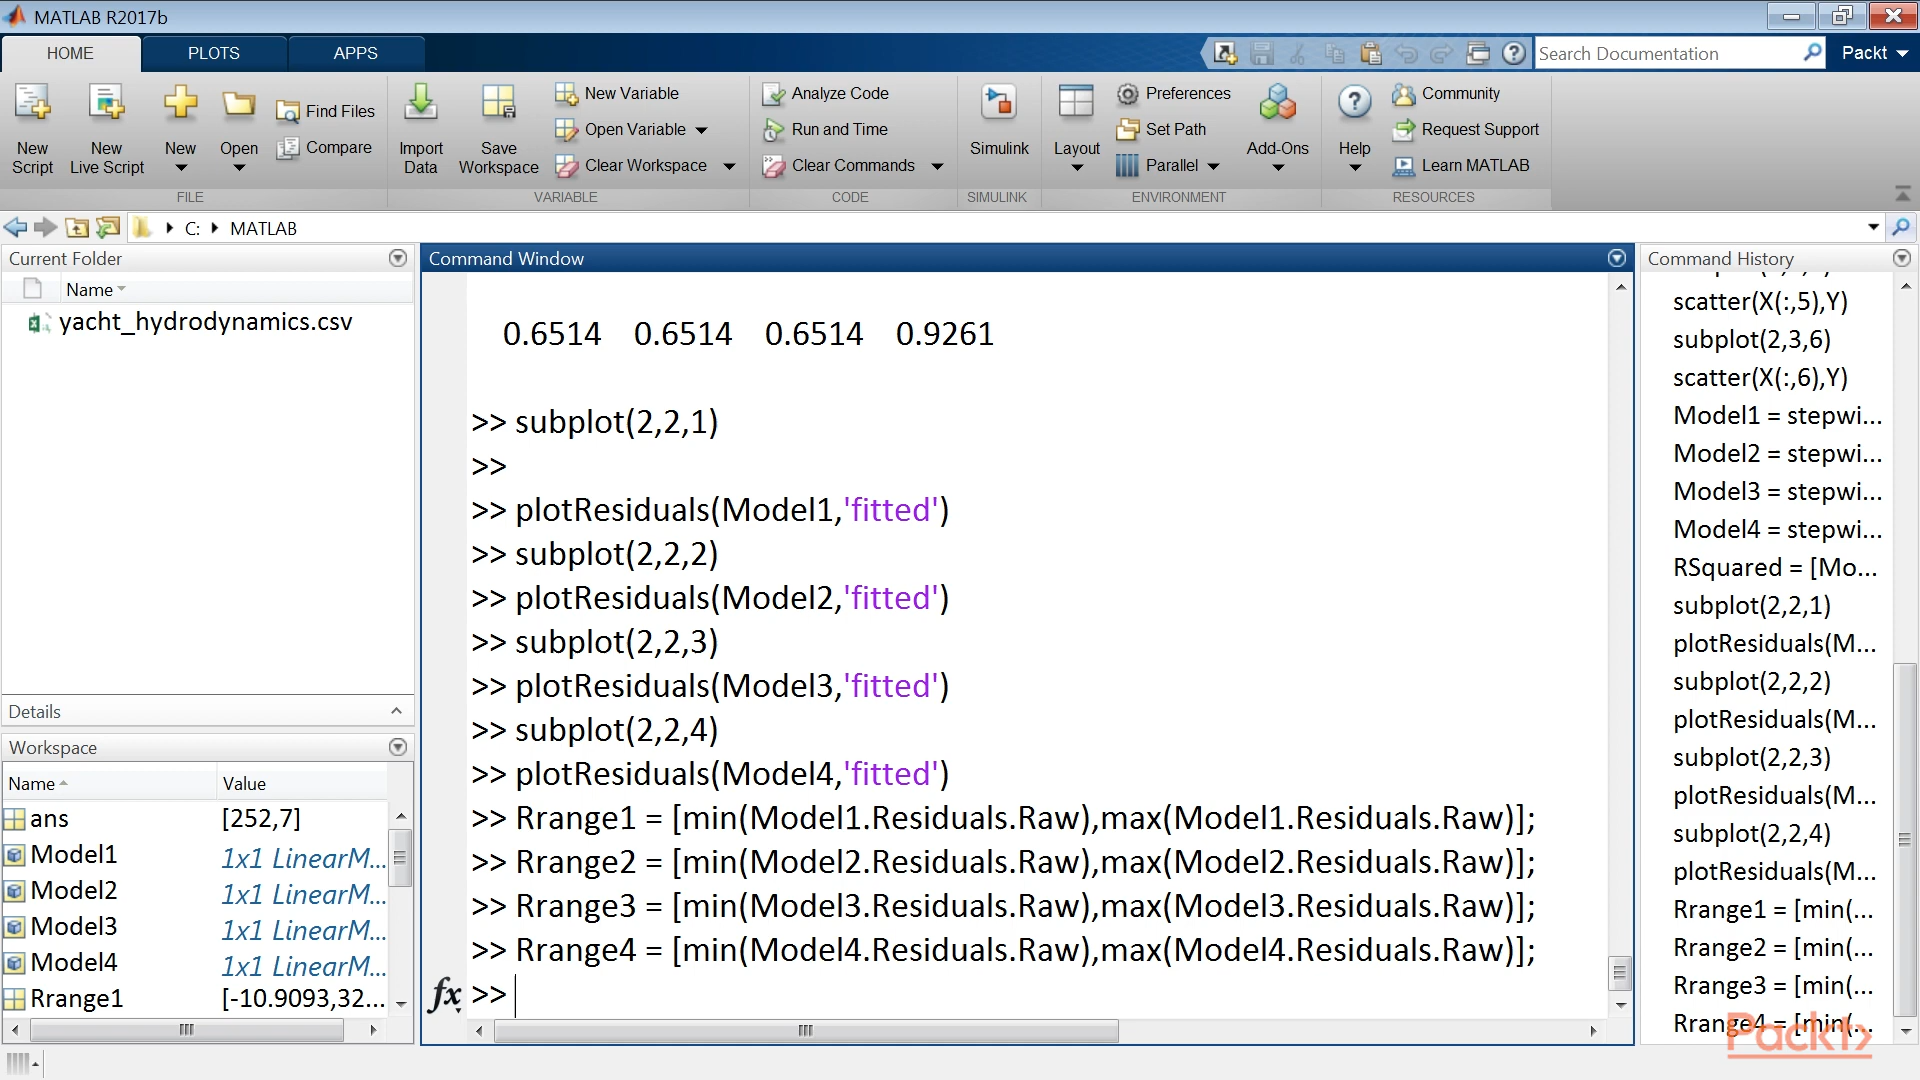 MATLAB R2017b
HOME PLOTS APPS
Search Documentation Packt
New Script
New Live Script
New
Open
Find Files
Compare
FILE
Import Data
Save Workspace
New Variable
Open Variable
Clear Workspace
VARIABLE
Analyze Code
Run and Time
Clear Commands
CODE
Simulink
SIMULINK
Layout
Preferences
Set Path
Parallel
Add-Ons
ENVIRONMENT
Help
Community
Request Support
Learn MATLAB
RESOURCES
C: MATLAB
Current Folder
Name
yacht_hydrodynamics.csv
Details
Workspace
Name Value
ans [252,7]
Model1 1x1 LinearM...
Model2 1x1 LinearM...
Model3 1x1 LinearM...
Model4 1x1 LinearM...
Rrange1 [-10.9093,32...
Command Window
0.6514 0.6514 0.6514 0.9261
>> subplot(2,2,1)
>>
>> plotResiduals(Model1,'fitted')
>> subplot(2,2,2)
>> plotResiduals(Model2,'fitted')
>> subplot(2,2,3)
>> plotResiduals(Model3,'fitted')
>> subplot(2,2,4)
>> plotResiduals(Model4,'fitted')
>> Rrange1 = [min(Model1.Residuals.Raw),max(Model1.Residuals.Raw)];
>> Rrange2 = [min(Model2.Residuals.Raw),max(Model2.Residuals.Raw)];
>> Rrange3 = [min(Model3.Residuals.Raw),max(Model3.Residuals.Raw)];
>> Rrange4 = [min(Model4.Residuals.Raw),max(Model4.Residuals.Raw)];
fx >>
Command History
scatter(X(:,5),Y)
subplot(2,3,6)
scatter(X(:,6),Y)
Model1 = stepwi...
Model2 = stepwi...
Model3 = stepwi...
Model4 = stepwi...
RSquared = [Mo...
subplot(2,2,1)
plotResiduals(M...
subplot(2,2,2)
plotResiduals(M...
subplot(2,2,3)
plotResiduals(M...
subplot(2,2,4)
plotResiduals(M...
Rrange1 = [min(...
Rrange2 = [min(...
Rrange3 = [min(...
Rrange4 = [min(...
Packt>